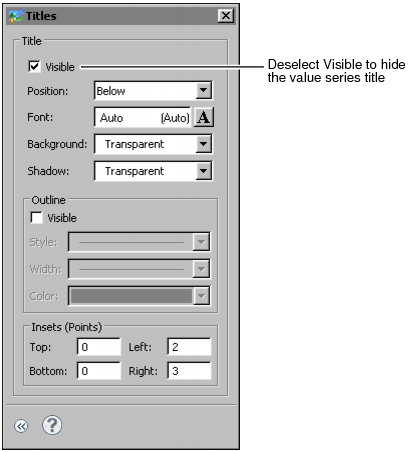 Titles
Title
Visible
Deselect Visible to hide
the value series title
Position: Below
Font: Auto (Auto) A
Background: Transparent
Shadow: Transparent
Outline
Visible
Style:
Width:
Color:
Insets (Points)
Top: 0 Left: 2
Bottom: 0 Right: 3
« ?